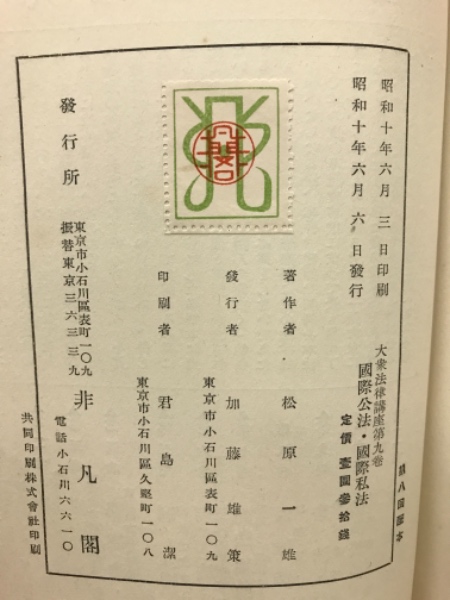 第八回配本
昭和十年六月三日印刷
昭和十年六月六日發行
大衆法律講座第九卷
國際公法・國際私法
定價壹圓參拾錢
著作者 松原一雄
發行者 加藤雄策
東京市小石川區表町一〇九
印刷者 君島潔
東京市小石川區久堅町一〇八
發行所 非凡閣
東京市小石川區表町一〇九
振替東京三六三三九
電話小石川六六一〇
共同印刷株式會社印刷